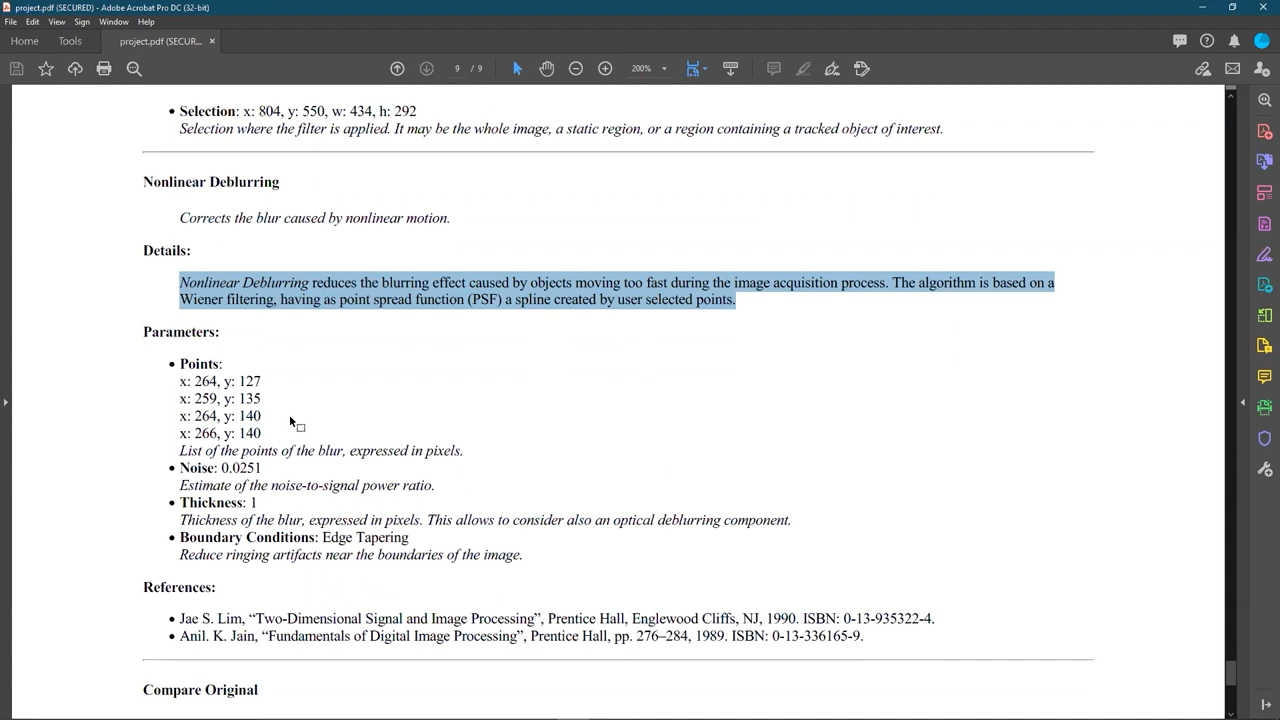 project.pdf (SECURED) - Adobe Acrobat Pro DC (32-bit)
File Edit View Sign Window Help
Home Tools project.pdf (SECUR... ×
9 / 9 200%
• Selection: x: 804, y: 550, w: 434, h: 292
Selection where the filter is applied. It may be the whole image, a static region, or a region containing a tracked object of interest.
Nonlinear Deblurring
Corrects the blur caused by nonlinear motion.
Details:
Nonlinear Deblurring reduces the blurring effect caused by objects moving too fast during the image acquisition process. The algorithm is based on a
Wiener filtering, having as point spread function (PSF) a spline created by user selected points.
Parameters:
• Points:
x: 264, y: 127
x: 259, y: 135
x: 264, y: 140
x: 266, y: 140
List of the points of the blur, expressed in pixels.
• Noise: 0.0251
Estimate of the noise-to-signal power ratio.
• Thickness: 1
Thickness of the blur, expressed in pixels. This allows to consider also an optical deblurring component.
• Boundary Conditions: Edge Tapering
Reduce ringing artifacts near the boundaries of the image.
References:
• Jae S. Lim, “Two-Dimensional Signal and Image Processing”, Prentice Hall, Englewood Cliffs, NJ, 1990. ISBN: 0-13-935322-4.
• Anil. K. Jain, “Fundamentals of Digital Image Processing”, Prentice Hall, pp. 276–284, 1989. ISBN: 0-13-336165-9.
Compare Original